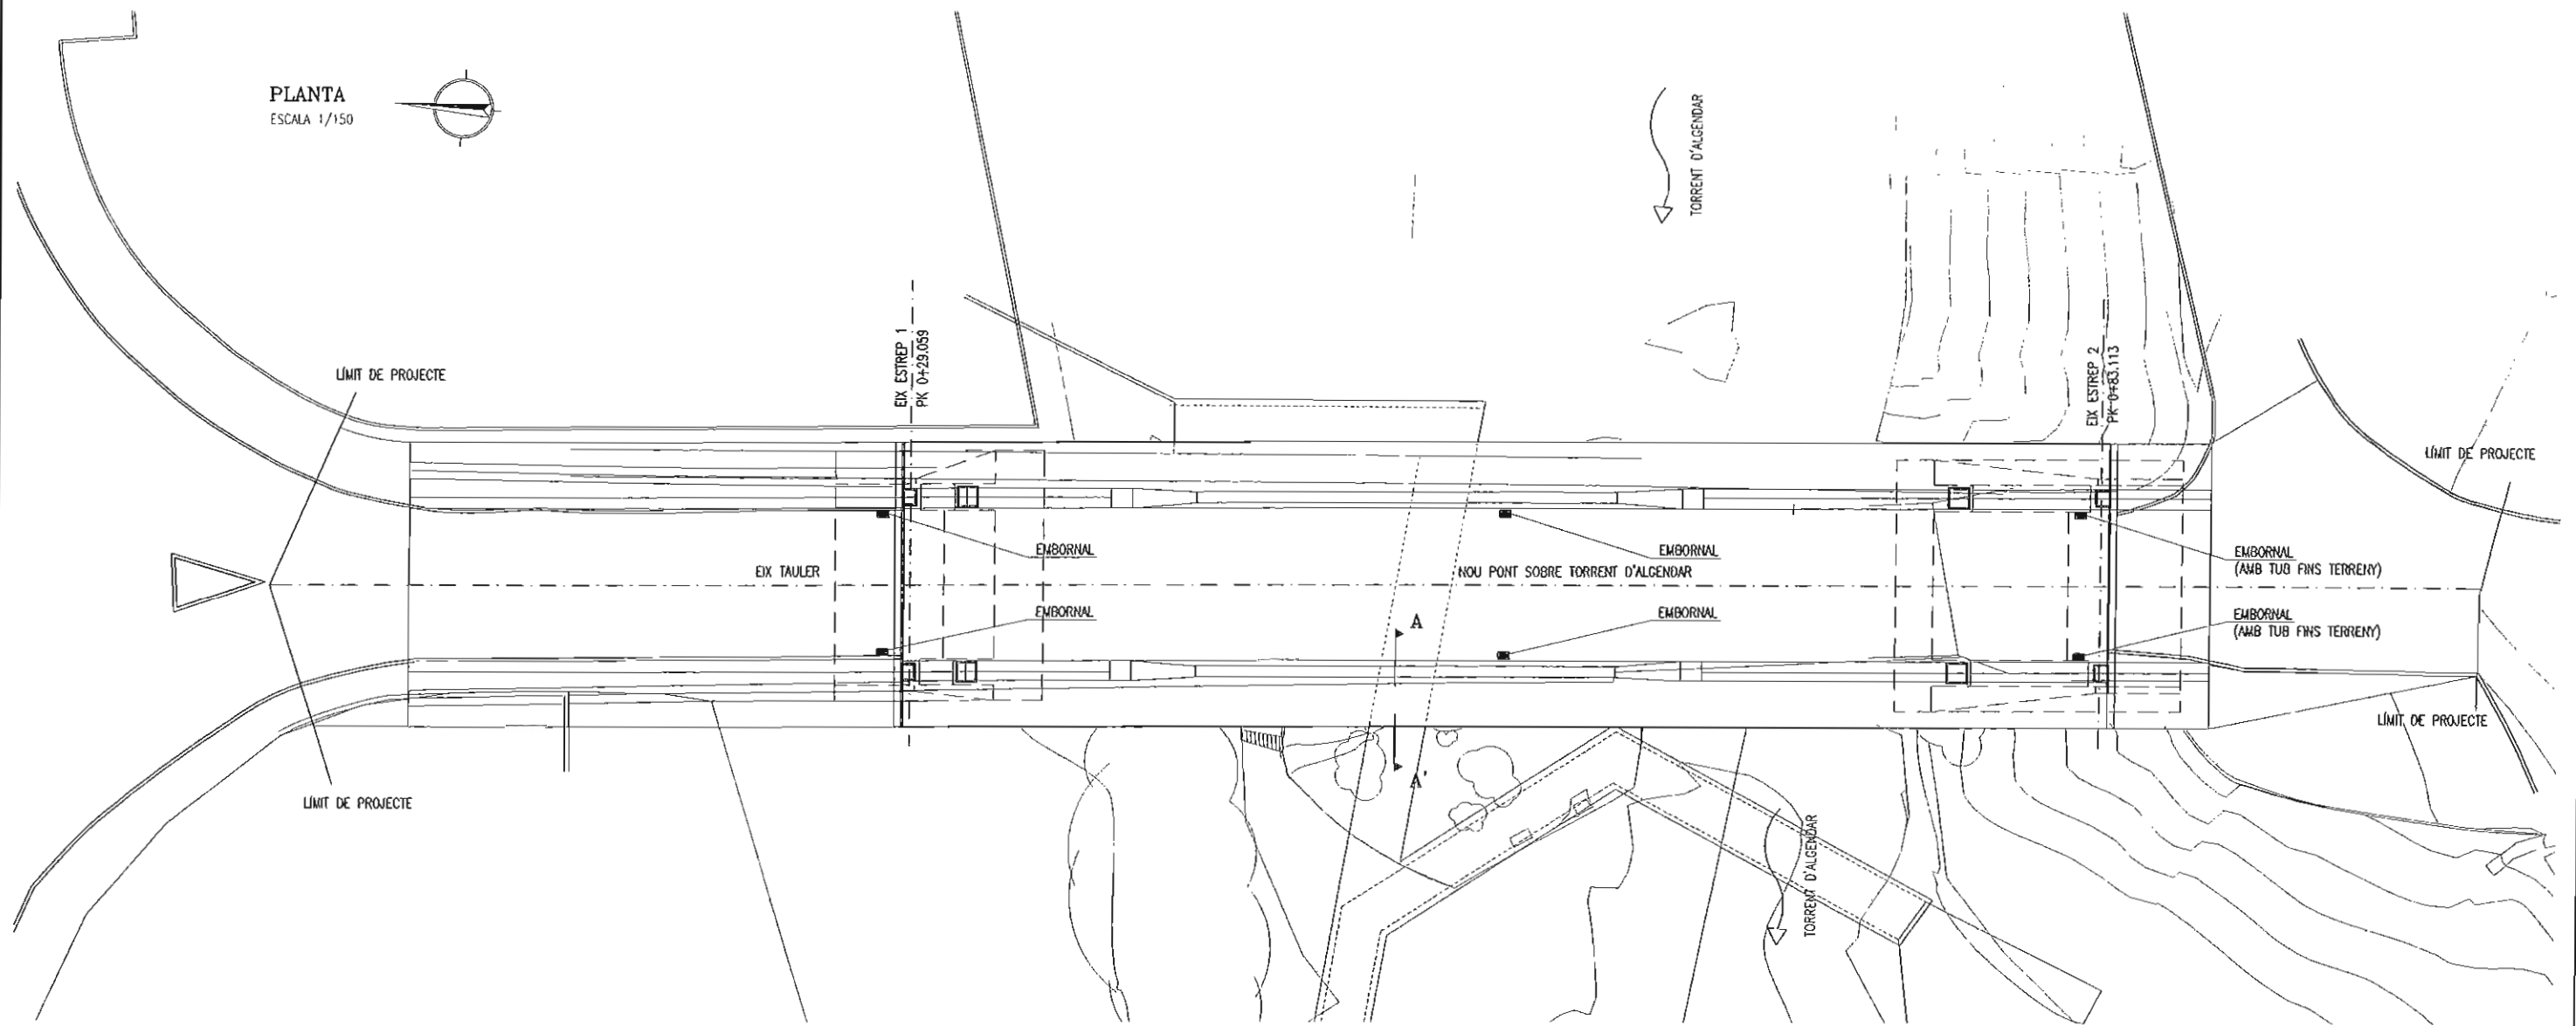 PLANTA
ESCALA 1/150
TORRENT D'ALGENDAR
EIX ESTREP 1
PK 0+29.059
EIX ESTREP 2
PK 0+83.113
LÍMIT DE PROJECTE
LÍMIT DE PROJECTE
EMBORNAL
EMBORNAL
EMBORNAL
(AMB TUB FINS TERRENY)
EIX TAULER
NOU PONT SOBRE TORRENT D'ALGENDAR
EMBORNAL
EMBORNAL
EMBORNAL
(AMB TUB FINS TERRENY)
A
A'
LÍMIT DE PROJECTE
LÍMIT DE PROJECTE
TORRENT D'ALGENDAR